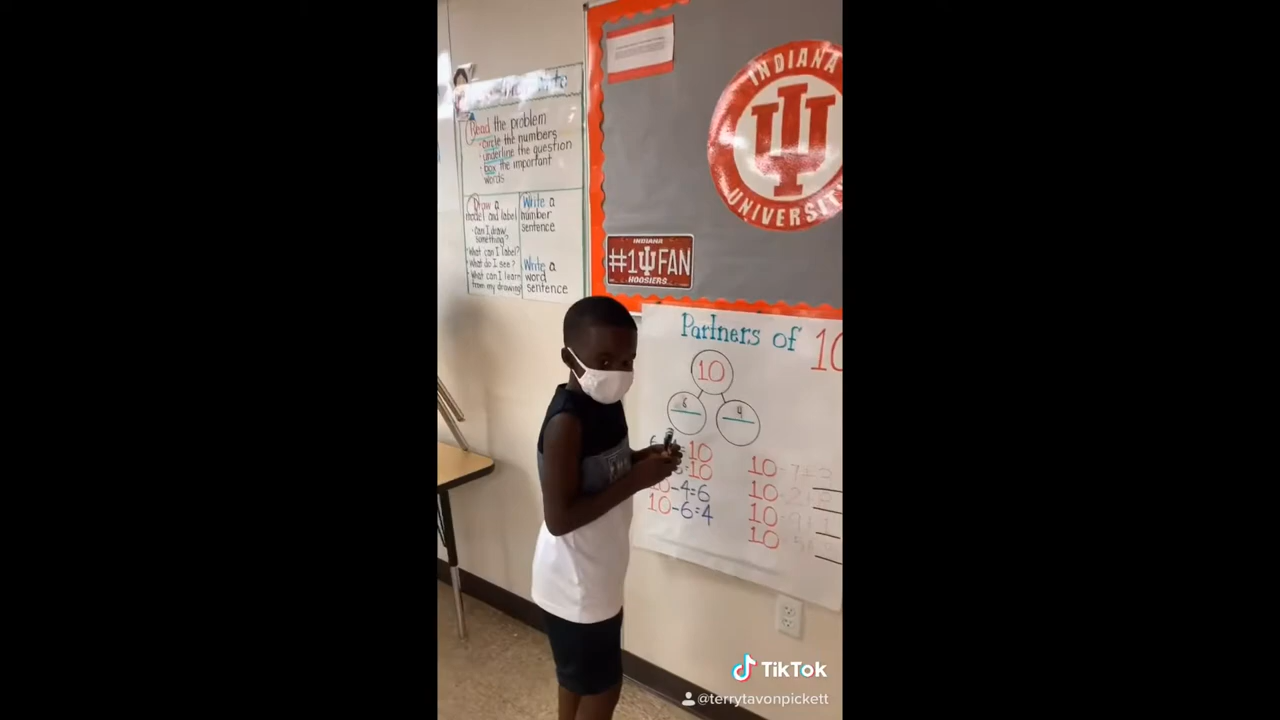 Read the problem
• circle the numbers
• underline the question
• box the important
words
Draw a
model and label
• Can I draw
something?
• What can I label?
• What do I see?
• What can I learn
from my drawing?
Write a
number
sentence
Write a
word
sentence
INDIANA
UNIVERSITY
INDIANA
#1 FAN
HOOSIERS
Partners of 10
10
6
4
10
10
10-4=6
10-6=4
10
10
10
10
TikTok
@terrytavonpickett